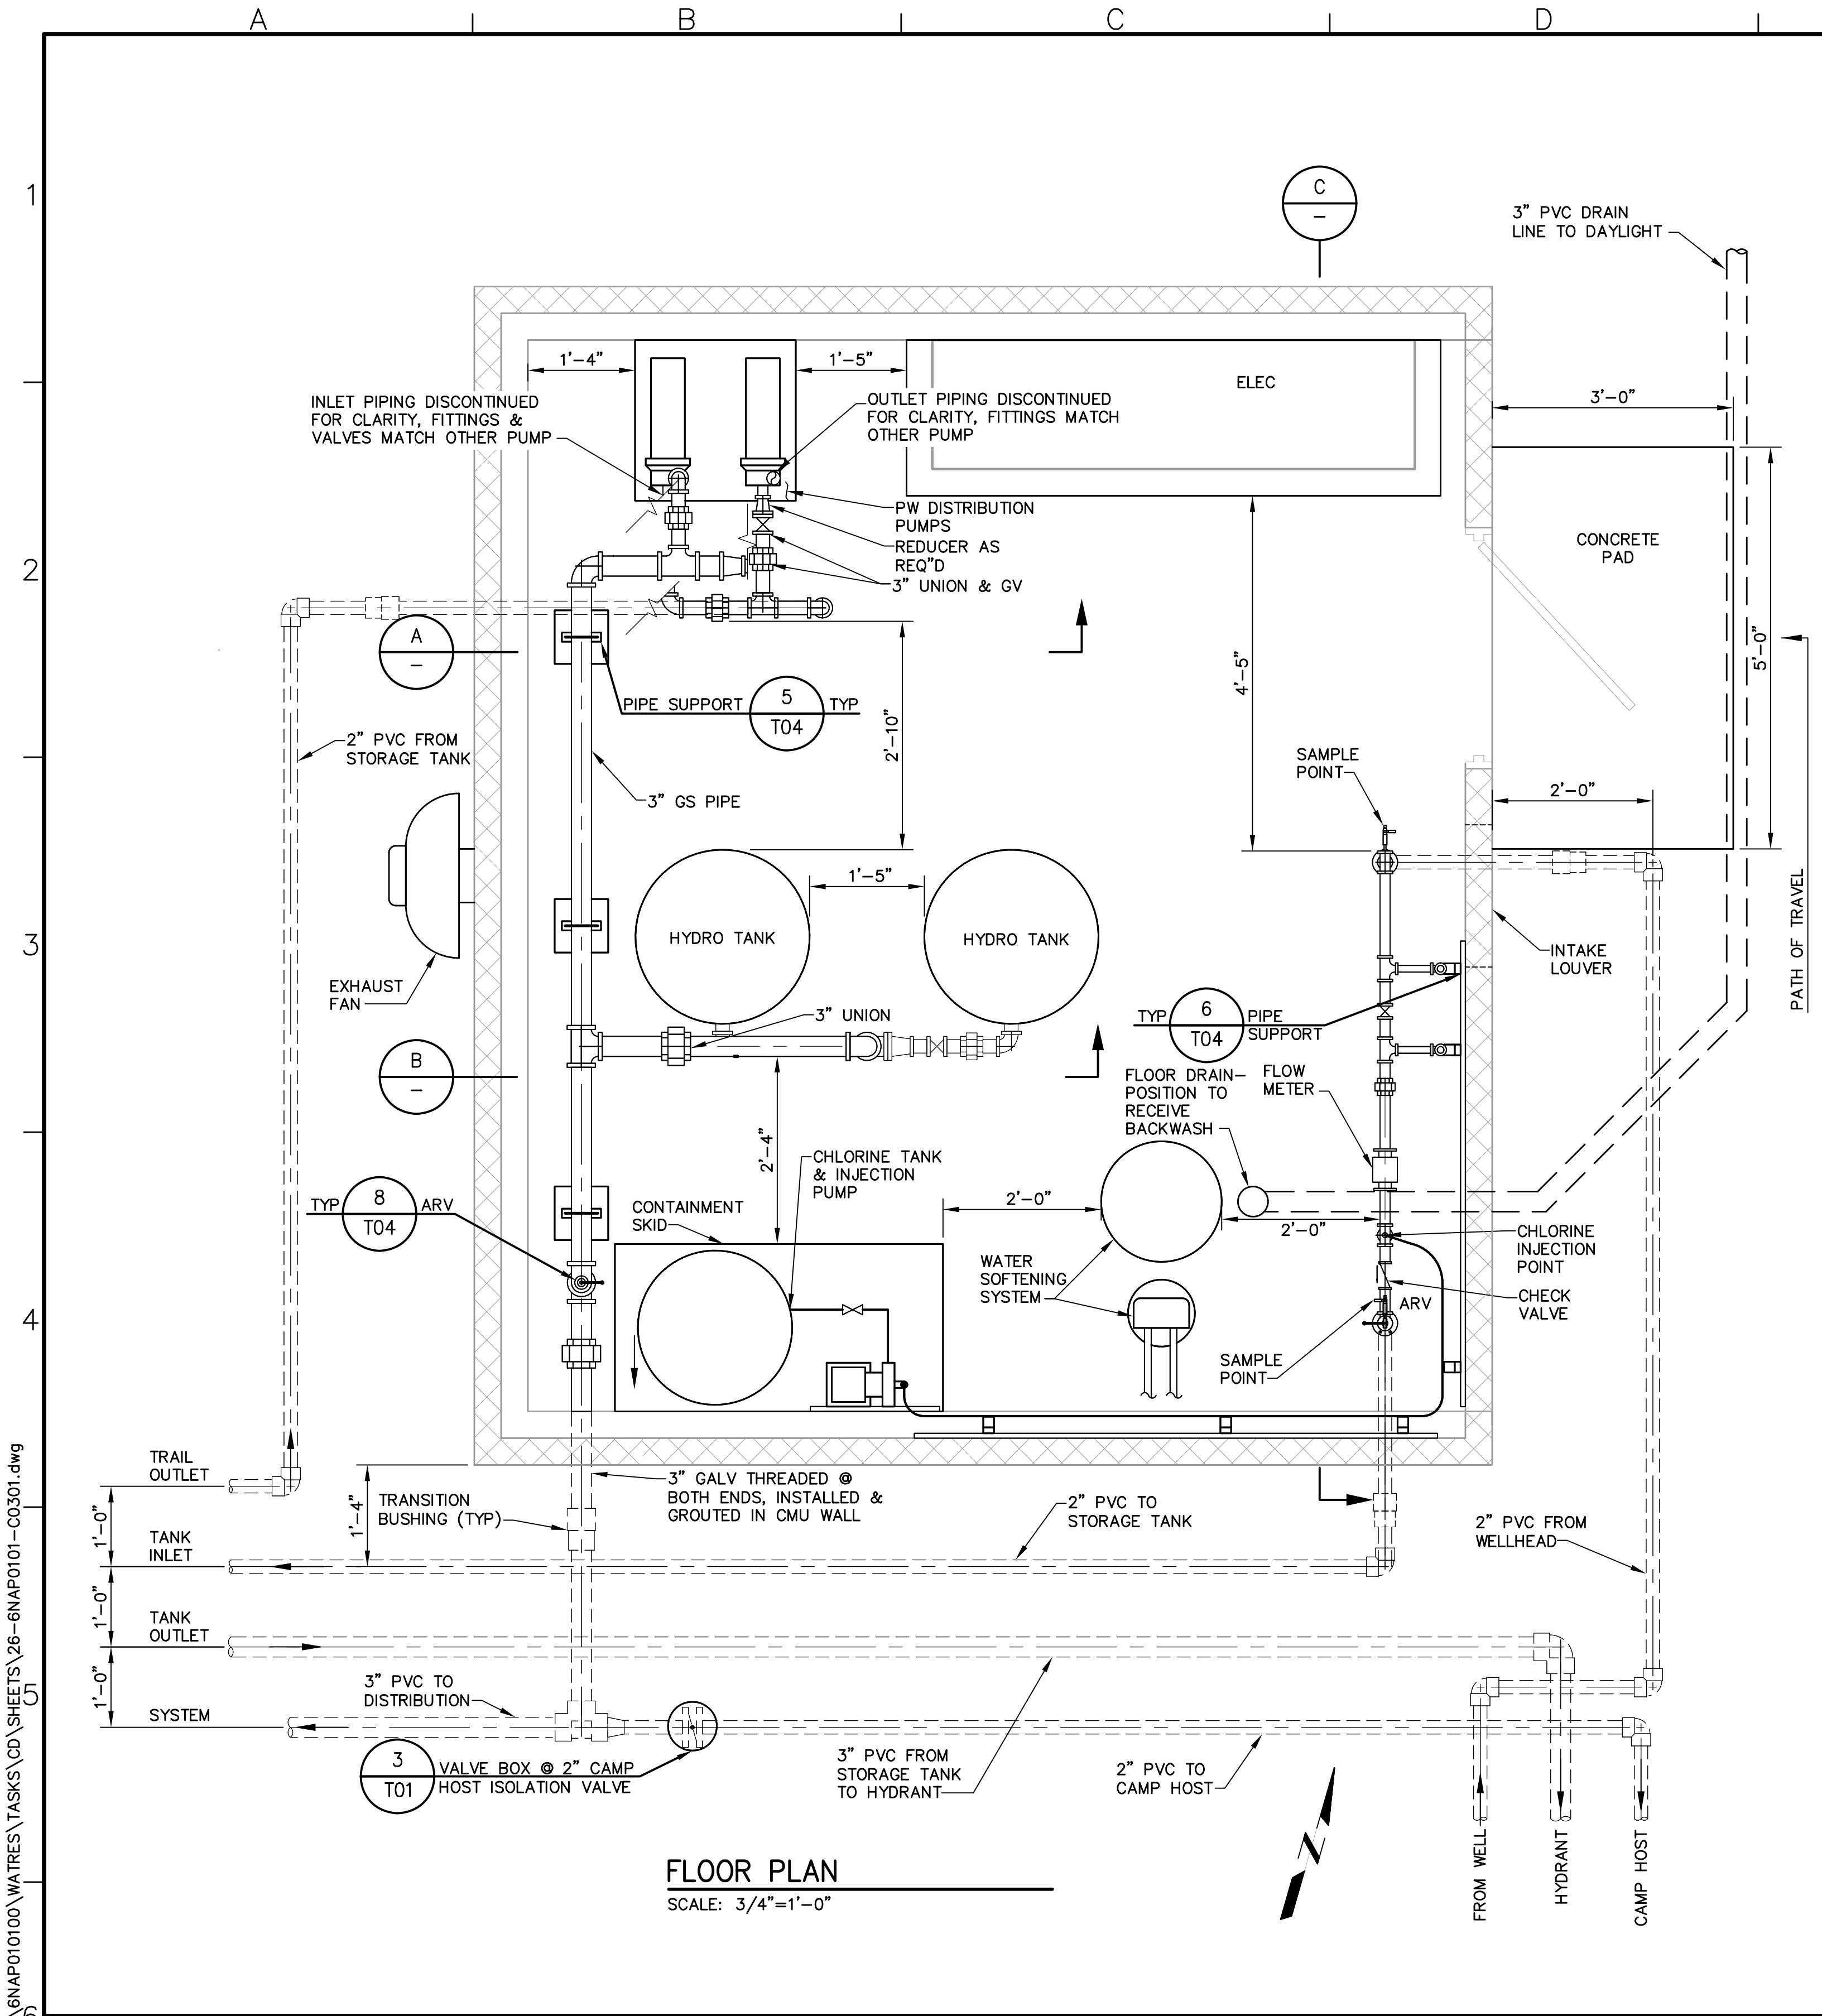 A
B
C
D
1
2
3
4
5
6
C
–
3" PVC DRAIN
LINE TO DAYLIGHT
1'–4"
1'–5"
ELEC
3'–0"
INLET PIPING DISCONTINUED
FOR CLARITY, FITTINGS &
VALVES MATCH OTHER PUMP
OUTLET PIPING DISCONTINUED
FOR CLARITY, FITTINGS MATCH
OTHER PUMP
PW DISTRIBUTION
PUMPS
REDUCER AS
REQ"D
3" UNION & GV
CONCRETE
PAD
5'–0"
A
–
PIPE SUPPORT
5
T04
TYP
4'–5"
2'–10"
2" PVC FROM
STORAGE TANK
3" GS PIPE
SAMPLE
POINT
2'–0"
PATH OF TRAVEL
1'–5"
HYDRO TANK
HYDRO TANK
INTAKE
LOUVER
EXHAUST
FAN
3" UNION
TYP
6
T04
PIPE
SUPPORT
B
–
FLOOR DRAIN–
POSITION TO
RECEIVE
BACKWASH
FLOW
METER
2'–4"
CHLORINE TANK
& INJECTION
PUMP
TYP
8
T04
ARV
CONTAINMENT
SKID
2'–0"
2'–0"
CHLORINE
INJECTION
POINT
WATER
SOFTENING
SYSTEM
CHECK
VALVE
ARV
SAMPLE
POINT
TRAIL
OUTLET
1'–0"
1'–4"
TRANSITION
BUSHING (TYP)
3" GALV THREADED @
BOTH ENDS, INSTALLED &
GROUTED IN CMU WALL
2" PVC TO
STORAGE TANK
2" PVC FROM
WELLHEAD
TANK
INLET
1'–0"
TANK
OUTLET
1'–0"
3" PVC TO
DISTRIBUTION
SYSTEM
3
T01
VALVE BOX @ 2" CAMP
HOST ISOLATION VALVE
3" PVC FROM
STORAGE TANK
TO HYDRANT
2" PVC TO
CAMP HOST
N
FROM WELL
HYDRANT
CAMP HOST
FLOOR PLAN
SCALE: 3/4"=1'–0"
\6NAP010100\WATRES\TASKS\CD\SHEETS\26–6NAP0101–C0301.dwg